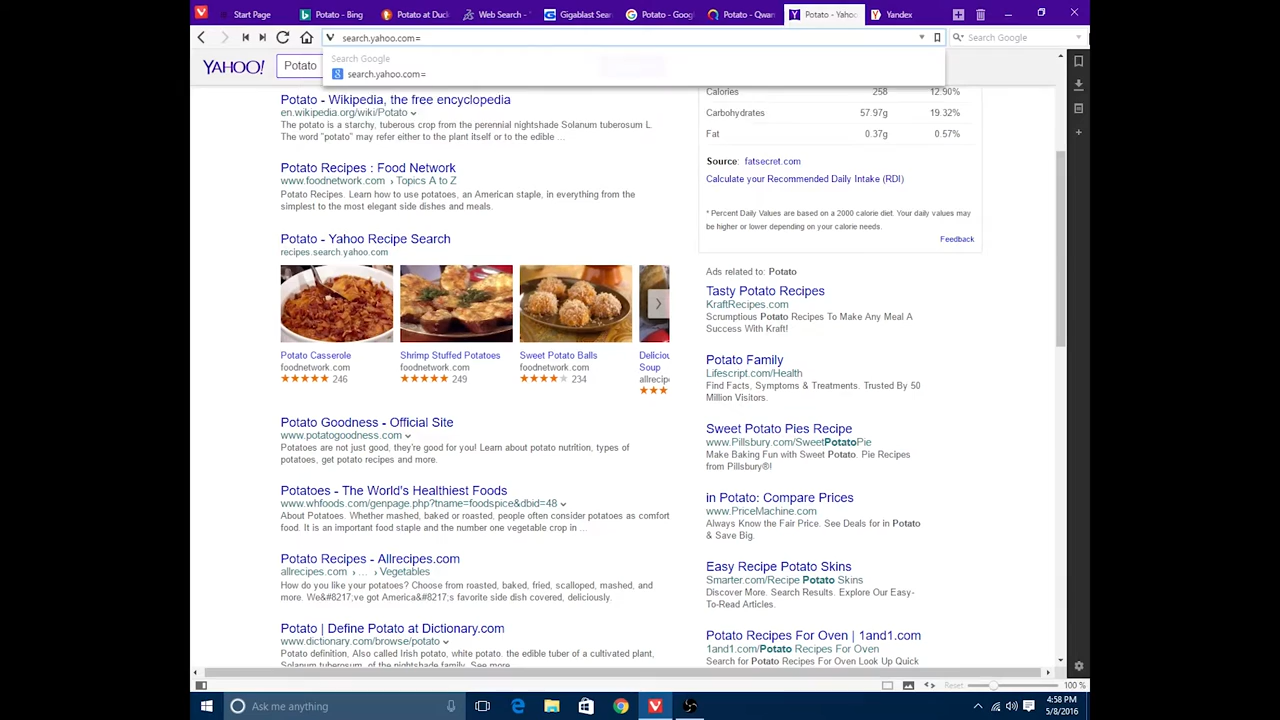 Start Page
Potato - Bing
Potato at Duck
Web Search -
Gigablast Sear
Potato - Goog
Potato - Qwan
Potato - Yahoo
Yandex
search.yahoo.com=
Search Google
Search Google
search.yahoo.com=
YAHOO!
Potato
Potato - Wikipedia, the free encyclopedia
en.wikipedia.org/wiki/Potato
The potato is a starchy, tuberous crop from the perennial nightshade Solanum tuberosum L.
The word "potato" may refer either to the plant itself or to the edible ...
Potato Recipes : Food Network
www.foodnetwork.com › Topics A to Z
Potato Recipes. Learn how to use potatoes, an American staple, in everything from the
simplest to the most elegant side dishes and meals.
Potato - Yahoo Recipe Search
recipes.search.yahoo.com
Potato Casserole
foodnetwork.com
246
Shrimp Stuffed Potatoes
foodnetwork.com
249
Sweet Potato Balls
foodnetwork.com
234
Deliciou
Soup
allrecipe
Potato Goodness - Official Site
www.potatogoodness.com
Potatoes are not just good, they're good for you! Learn about potato nutrition, types of
potatoes, get potato recipes and more.
Potatoes - The World's Healthiest Foods
www.whfoods.com/genpage.php?tname=foodspice&dbid=48
About Potatoes. Whether mashed, baked or roasted, people often consider potatoes as comfort
food. It is an important food staple and the number one vegetable crop in ...
Potato Recipes - Allrecipes.com
allrecipes.com › ... › Vegetables
How do you like your potatoes? Choose from roasted, baked, fried, scalloped, mashed, and
more. We&#8217;ve got America&#8217;s favorite side dish covered, deliciously.
Potato | Define Potato at Dictionary.com
www.dictionary.com/browse/potato
Potato definition, Also called Irish potato, white potato. the edible tuber of a cultivated plant,
Solanum tuberosum, of the nightshade family. See more.
Calories 258 12.90%
Carbohydrates 57.97g 19.32%
Fat 0.37g 0.57%
Source: fatsecret.com
Calculate your Recommended Daily Intake (RDI)
* Percent Daily Values are based on a 2000 calorie diet. Your daily values may
be higher or lower depending on your calorie needs.
Feedback
Ads related to: Potato
Tasty Potato Recipes
KraftRecipes.com
Scrumptious Potato Recipes To Make Any Meal A
Success With Kraft!
Potato Family
Lifescript.com/Health
Find Facts, Symptoms & Treatments. Trusted By 50
Million Visitors.
Sweet Potato Pies Recipe
www.Pillsbury.com/SweetPotatoPie
Make Baking Fun with Sweet Potato. Pie Recipes
from Pillsbury®!
in Potato: Compare Prices
www.PriceMachine.com
Always Know the Fair Price. See Deals for in Potato
& Save Big.
Easy Recipe Potato Skins
Smarter.com/Recipe Potato Skins
Discover More. Search Results. Explore Our Easy-
To-Read Articles.
Potato Recipes For Oven | 1and1.com
1and1.com/Potato Recipes For Oven
Search for Potato Recipes For Oven Look Up Quick
Reset
100 %
Ask me anything
4:58 PM
5/8/2016